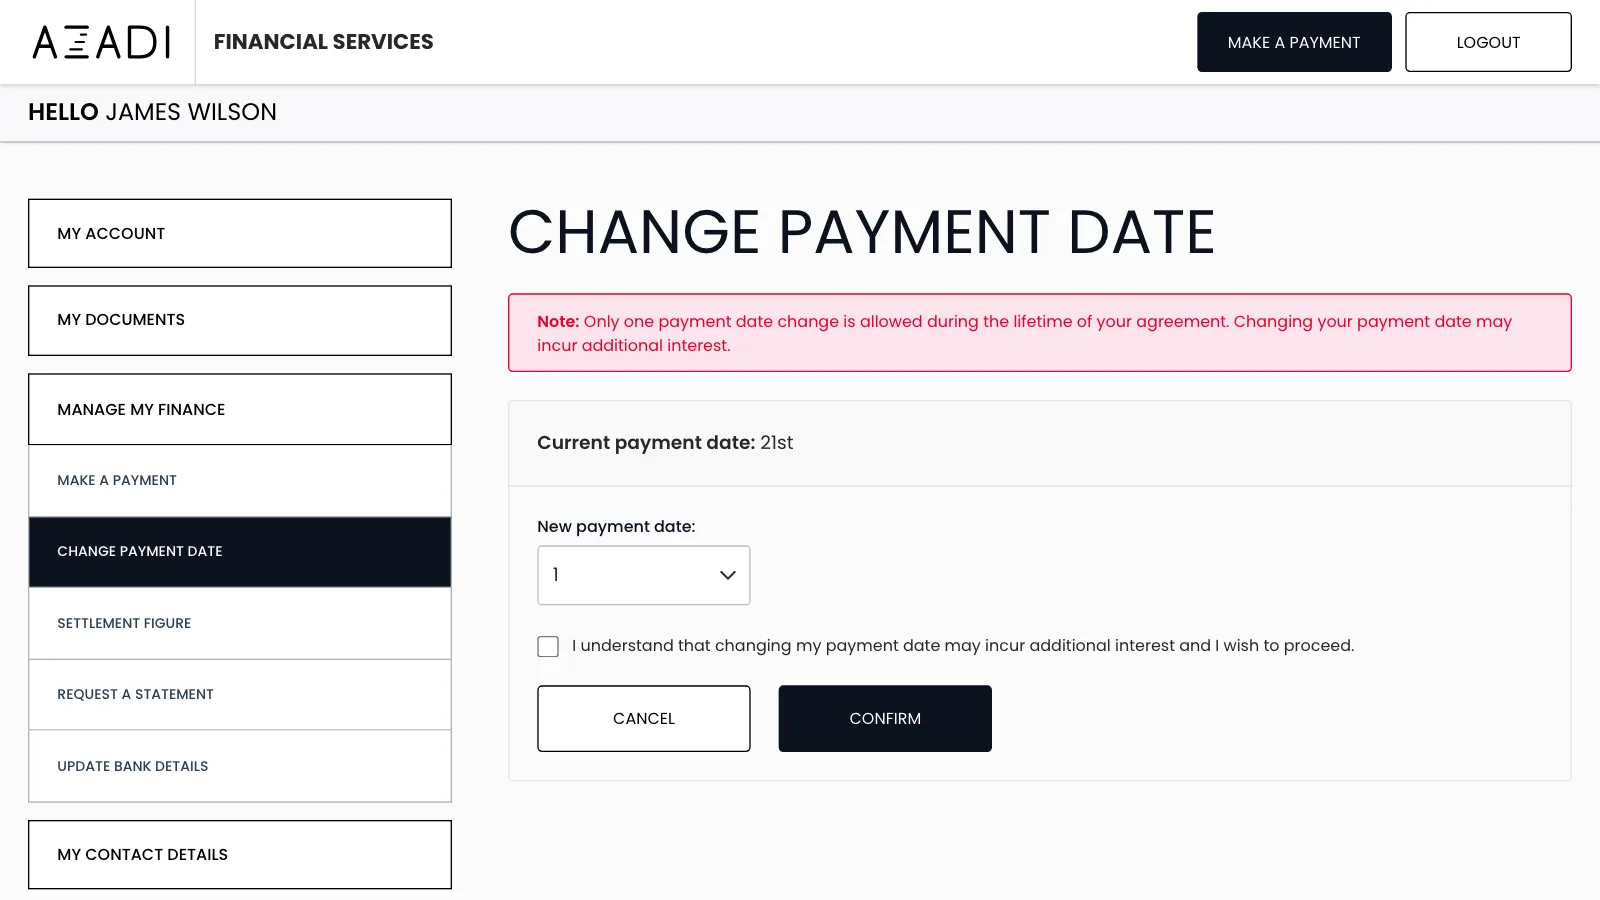 AZADI
FINANCIAL SERVICES
MAKE A PAYMENT
LOGOUT
HELLO JAMES WILSON
MY ACCOUNT
MY DOCUMENTS
MANAGE MY FINANCE
MAKE A PAYMENT
CHANGE PAYMENT DATE
SETTLEMENT FIGURE
REQUEST A STATEMENT
UPDATE BANK DETAILS
MY CONTACT DETAILS
CHANGE PAYMENT DATE
Note: Only one payment date change is allowed during the lifetime of your agreement. Changing your payment date may
incur additional interest.
Current payment date: 21st
New payment date:
1
I understand that changing my payment date may incur additional interest and I wish to proceed.
CANCEL
CONFIRM